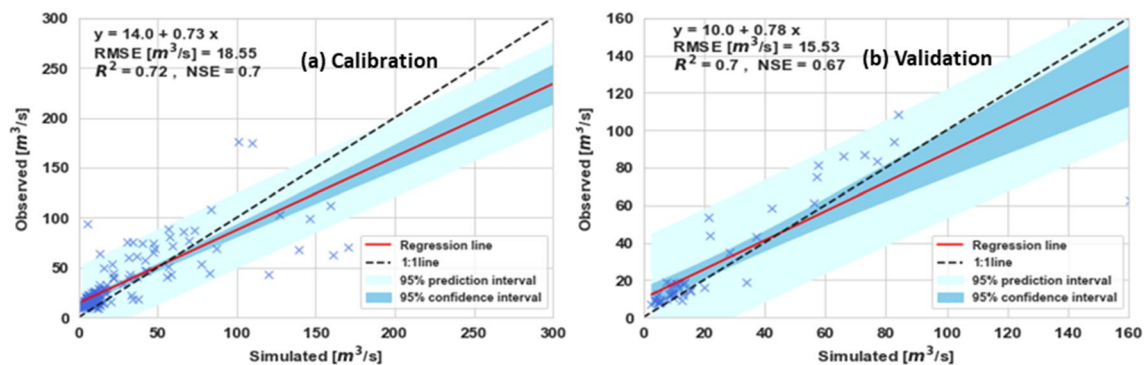 y = 14.0 + 0.73 x
RMSE [m³/s] = 18.55
R² = 0.72 , NSE = 0.7
(a) Calibration
Observed [m³/s]
300
250
200
150
100
50
0
Regression line
1:1line
95% prediction interval
95% confidence interval
0 50 100 150 200 250 300
Simulated [m³/s]
y = 10.0 + 0.78 x
RMSE [m³/s] = 15.53
R² = 0.7 , NSE = 0.67
(b) Validation
Observed [m³/s]
160
140
120
100
80
60
40
20
0
Regression line
1:1line
95% prediction interval
95% confidence interval
0 20 40 60 80 100 120 140 160
Simulated [m³/s]